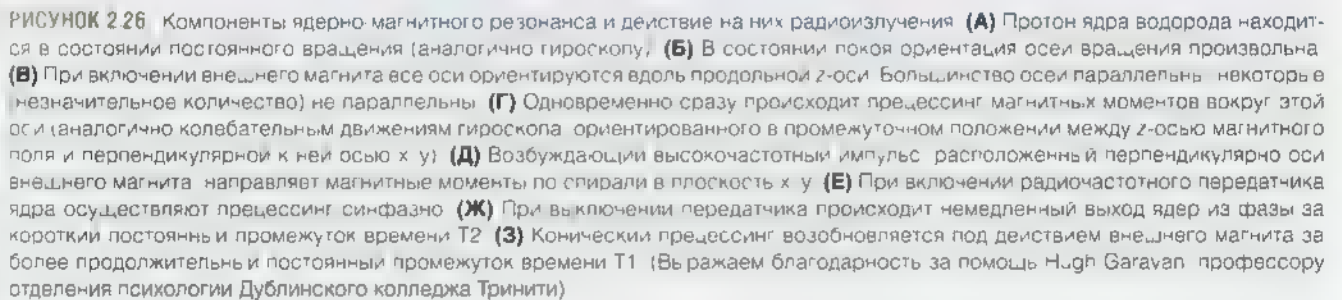 РИСУНОК 2.26 Компоненты ядерно-магнитного резонанса и действие на них радиоизлучения (А) Протон ядра водорода находит-
ся в состоянии постоянного вращения (аналогично гироскопу) (Б) В состоянии покоя ориентация осей вращения произвольна
(В) При включении внешнего магнита все оси ориентируются вдоль продольной z-оси Большинство осей параллельны некоторые
(незначительное количество) не параллельны (Г) Одновременно сразу происходит прецессинг магнитных моментов вокруг этой
оси (аналогично колебательным движениям гироскопа ориентированного в промежуточном положении между z-осью магнитного
поля и перпендикулярной к ней осью x y) (Д) Возбуждающий высокочастотный импульс расположенный перпендикулярно оси
внешнего магнита направляет магнитные моменты по спирали в плоскость x y (Е) При включении радиочастотного передатчика
ядра осуществляют прецессинг синфазно (Ж) При выключении передатчика происходит немедленный выход ядер из фазы за
короткий постоянный промежуток времени T2 (З) Конический прецессинг возобновляется под действием внешнего магнита за
более продолжительный постоянный промежуток времени T1 (Выражаем благодарность за помощь Hugh Garavan профессору
отделения психологии Дублинского колледжа Тринити)